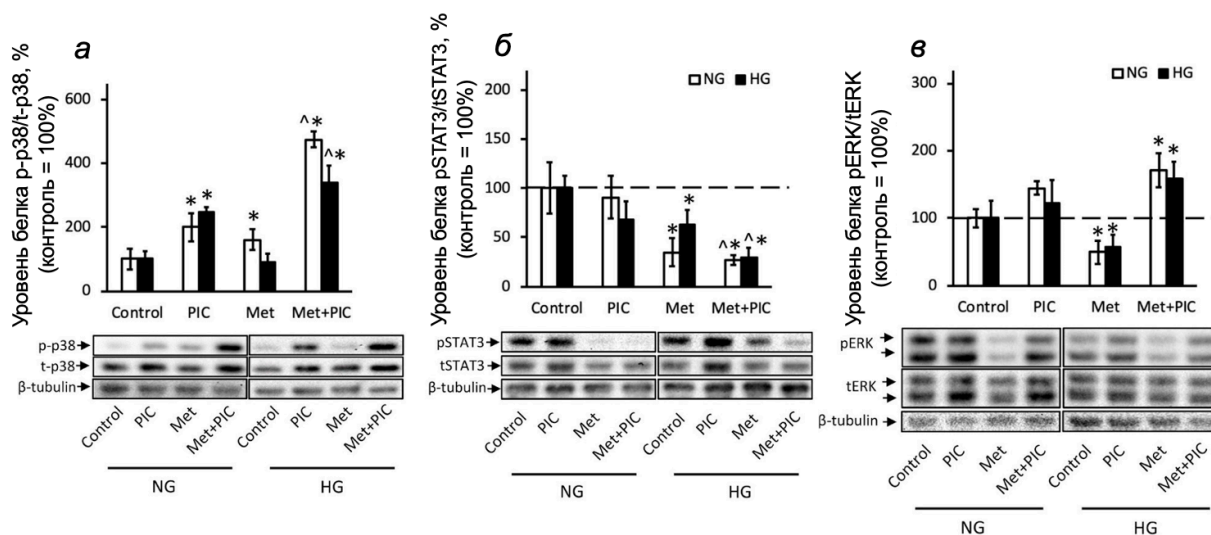 а
Уровень белка p-p38/t-p38, %
(контроль = 100%)
600
400
200
0
^*
^*
* *
*
Control PIC Met Met+PIC
p-p38
t-p38
β-tubulin
Control PIC Met Met+PIC Control PIC Met Met+PIC
NG HG
б
Уровень белка pSTAT3/tSTAT3, %
(контроль = 100%)
NG HG
200
150
100
50
0
* *
^* ^*
Control PIC Met Met+PIC
pSTAT3
tSTAT3
β-tubulin
Control PIC Met Met+PIC Control PIC Met Met+PIC
NG HG
в
Уровень белка pERK/tERK
(контроль = 100%)
NG HG
300
200
150
100
50
0
* *
* *
Control PIC Met Met+PIC
pERK
tERK
β-tubulin
Control PIC Met Met+PIC Control PIC Met Met+PIC
NG HG